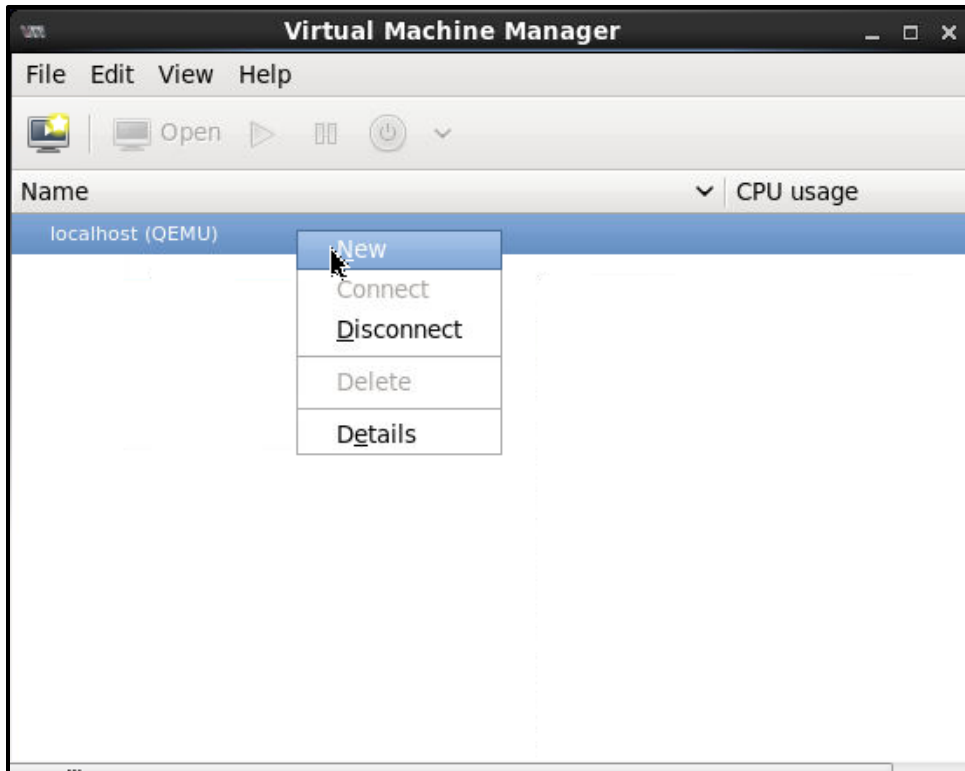 Virtual Machine Manager
File Edit View Help
Open
Name CPU usage
localhost (QEMU)
New
Connect
Disconnect
Delete
Details